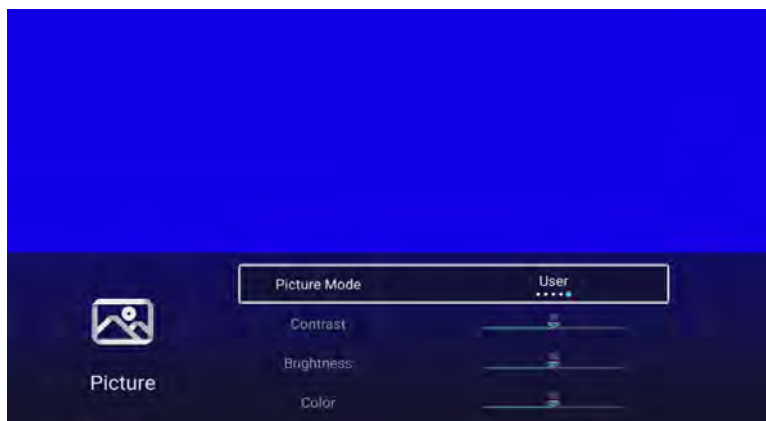 Picture Mode
User
Contrast
Brightness
Color
Picture